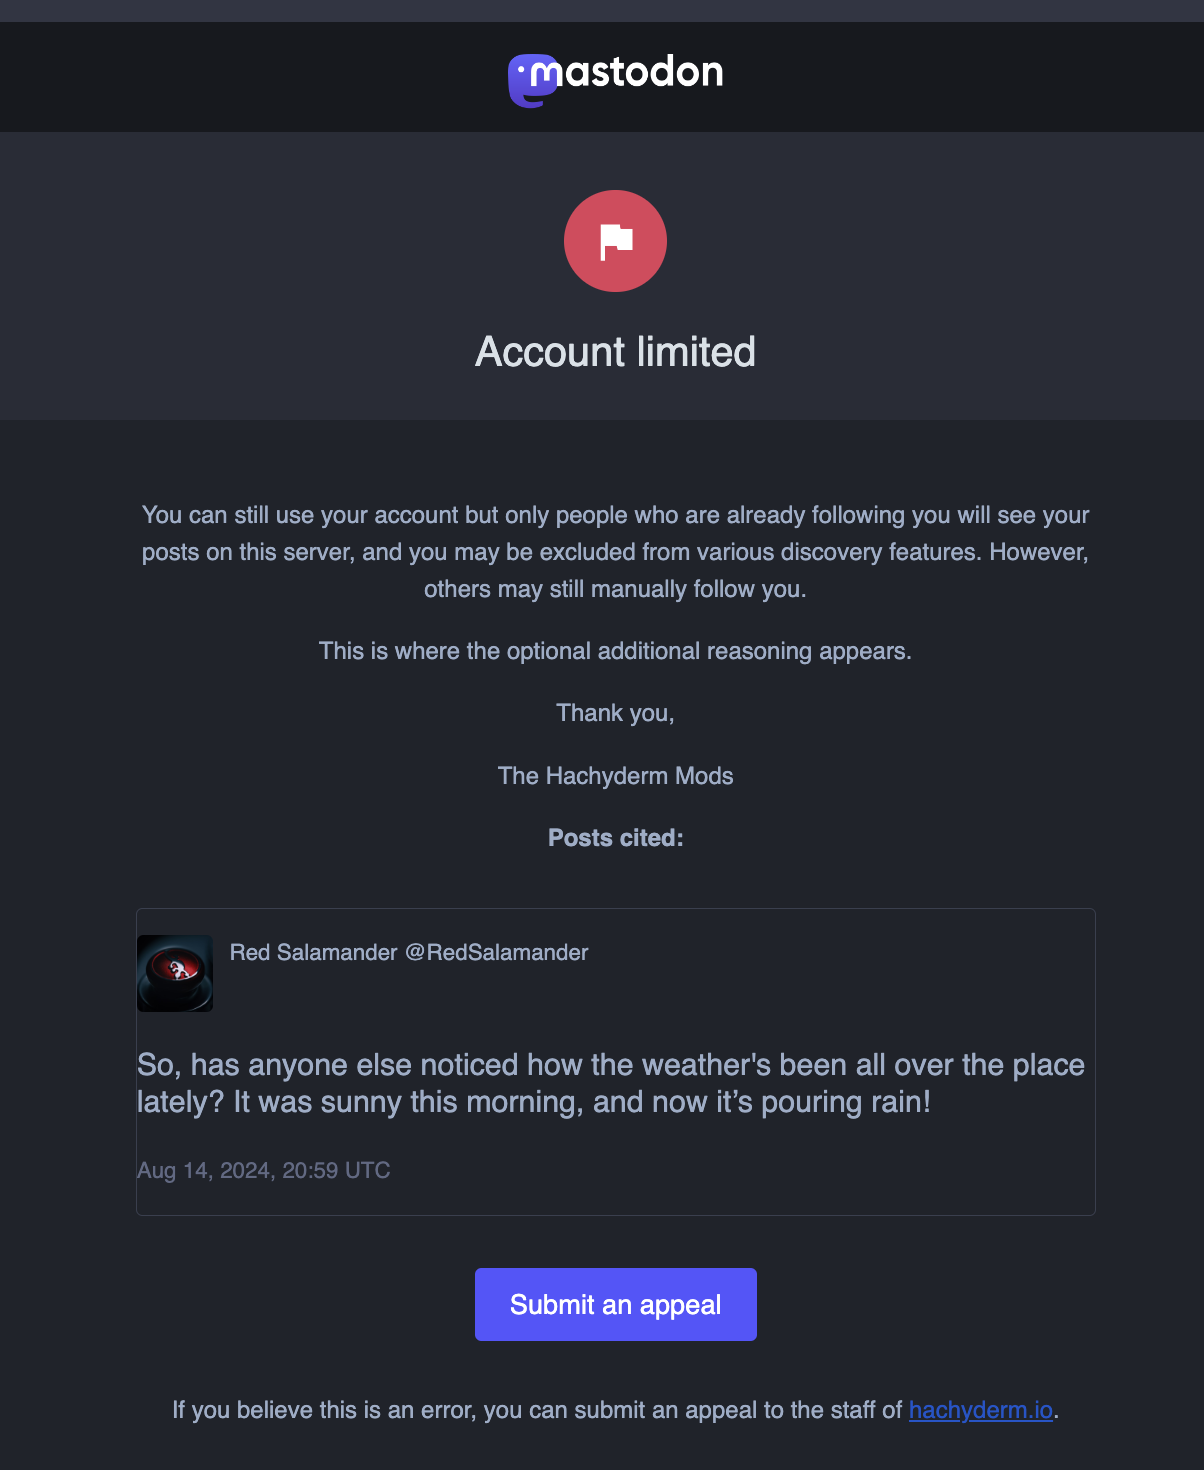 mastodon
Account limited
You can still use your account but only people who are already following you will see your
posts on this server, and you may be excluded from various discovery features. However,
others may still manually follow you.
This is where the optional additional reasoning appears.
Thank you,
The Hachyderm Mods
Posts cited:
Red Salamander @RedSalamander
So, has anyone else noticed how the weather's been all over the place
lately? It was sunny this morning, and now it’s pouring rain!
Aug 14, 2024, 20:59 UTC
Submit an appeal
If you believe this is an error, you can submit an appeal to the staff of hachyderm.io.